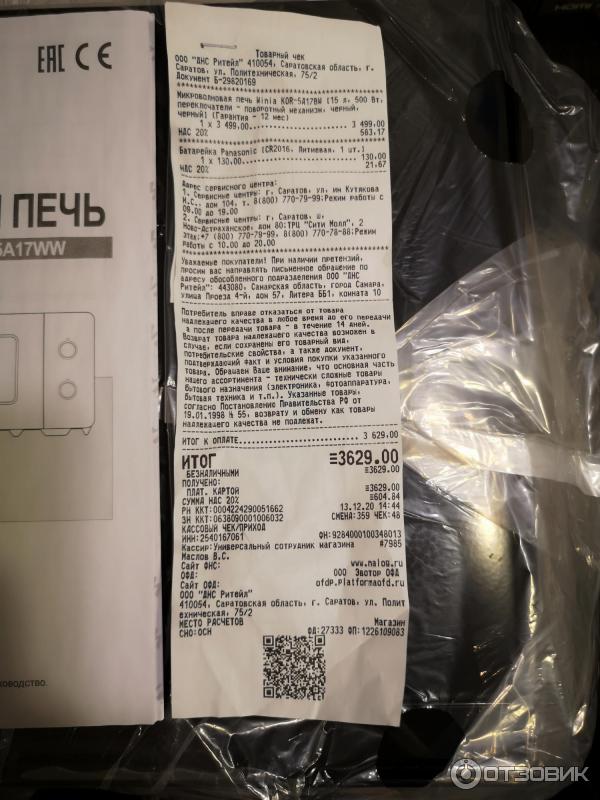 HDMI
EAC CE
ПЕЧЬ
5A17WW
ководство.
Товарный чек
ООО "ДНС Ритейл" 410054, Саратовская область, г.
Саратов, ул. Политехническая, 75/2
Документ Б-29820169
Микроволновая печь Winia KOR-5A17BW (15 л, 500 Вт,
переключатели - поворотный механизм, черный,
черный) (Гарантия - 12 мес)
1 x 3 499.00 3 499.00
НДС 20% 583.17
Батарейка Panasonic (CR2016, Литиевая, 1 шт.)
1 x 130.00 130.00
НДС 20% 21.67
Адрес сервисного центра:
1. Сервисные центры: г. Саратов, ул. им Кутякова
И.С., дом 104, т. 8(800) 770-79-99. Режим работы с
09.00 до 19.00
2. Сервисные центры: г. Саратов, ш.
Ново-Астраханское, дом 80:ТРЦ "Сити Молл", 2
этаж:+7 (800) 770-79-99, 8(800) 770-78-88:Режим
работы с 10.00 до 20.00
Уважаемые покупатели! При наличии претензий,
просим вас направлять письменное обращение по
адресу обособленного подразделения ООО "ДНС
Ритейл": 443080, Самарская область, город Самара,
улица Проезд 4-й, дом 57, Литера ББ1, комната 10
Потребитель вправе отказаться от товара
надлежащего качества в любое время до его передачи
а после передачи товара - в течение 14 дней.
Возврат товара надлежащего качества возможен в
случае, если сохранены его товарный вид,
потребительские свойства, а также документ,
подтверждающий факт и условия покупки указанного
товара. Обращаем Ваше внимание, что основная часть
нашего ассортимента - технически сложные товары
бытового назначения (электроника, фотоаппаратура,
бытовая техника и т.п.). Указанные товары,
согласно Постановлению Правительства РФ от
19.01.1998 № 55, возврату и обмену как товары
надлежащего качества не подлежат.
ИТОГ К ОПЛАТЕ 3 629.00
ИТОГ ≡3629.00
БЕЗНАЛИЧНЫМИ ≡3629.00
ПОЛУЧЕНО:
ПЛАТ. КАРТОЙ ≡3629.00
СУММА НДС 20% ≡604.84
РН ККТ:0004224290051662 13.12.20 14:44
ЗН ККТ:0638090001006032 СМЕНА:359 ЧЕК:48
КАССОВЫЙ ЧЕК/ПРИХОД
ИНН:2540167061 ФН:9284000100348013
Кассир:Универсальный сотрудник магазина #7985
Маслов В.С.
Сайт ФНС: www.nalog.ru
ОФД: ООО Эвотор ОФД
Сайт ОФД: ofdp.platformaofd.ru
ООО "ДНС Ритейл"
410054, Саратовская область, г. Саратов, ул. Полит
ехническая, 75/2
МЕСТО РАСЧЕТОВ Магазин
СНО:ОСН ФД:27333 ФП:1226109083
ОТЗОВИК